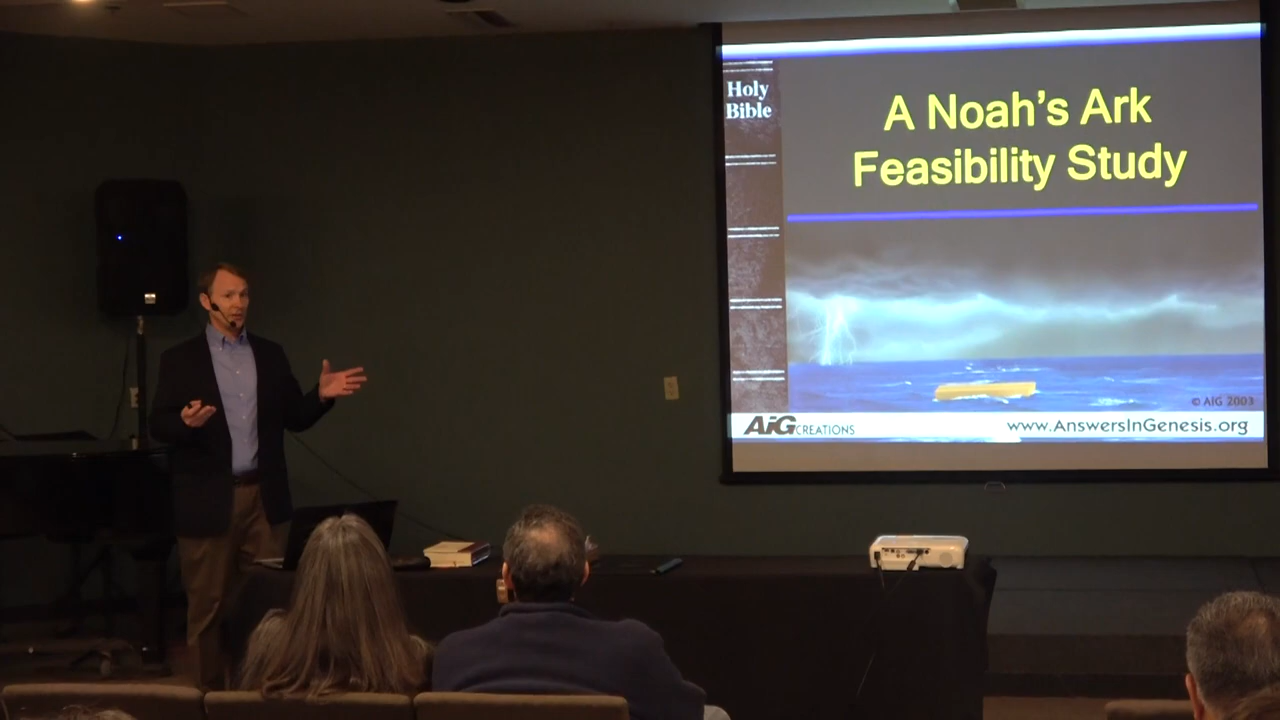 Holy
Bible
A Noah's Ark
Feasibility Study
© AIG 2003
AiG CREATIONS
www.AnswersInGenesis.org